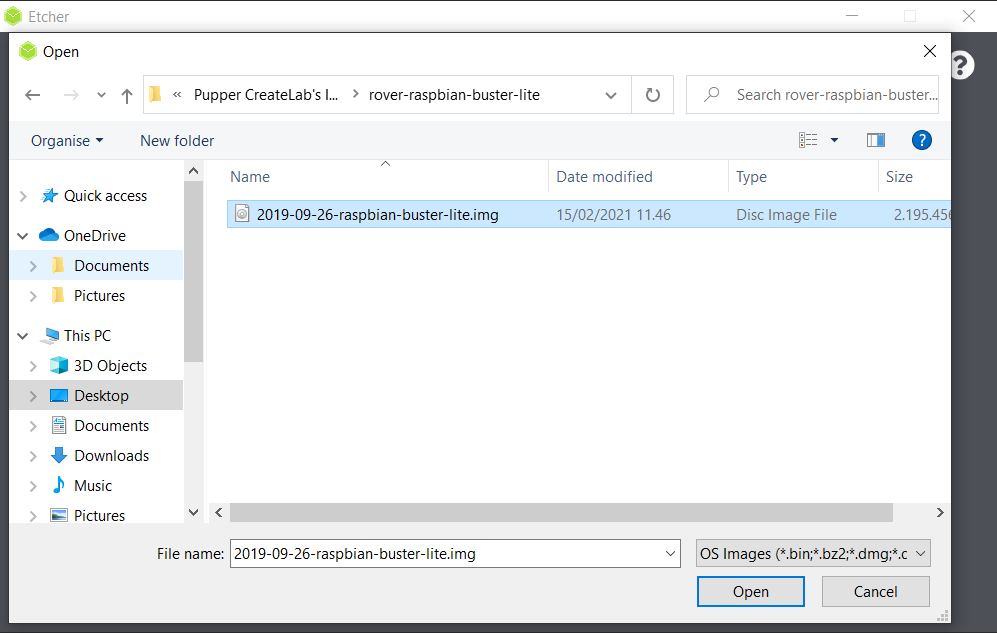 Etcher
Open
« Pupper CreateLab's I... > rover-raspbian-buster-lite
Search rover-raspbian-buster...
Organise New folder
Name Date modified Type Size
2019-09-26-raspbian-buster-lite.img 15/02/2021 11.46 Disc Image File 2.195.456
Quick access
OneDrive
Documents
Pictures
This PC
3D Objects
Desktop
Documents
Downloads
Music
Pictures
File name: 2019-09-26-raspbian-buster-lite.img OS Images (*.bin;*.bz2;*.dmg;*.c
Open Cancel